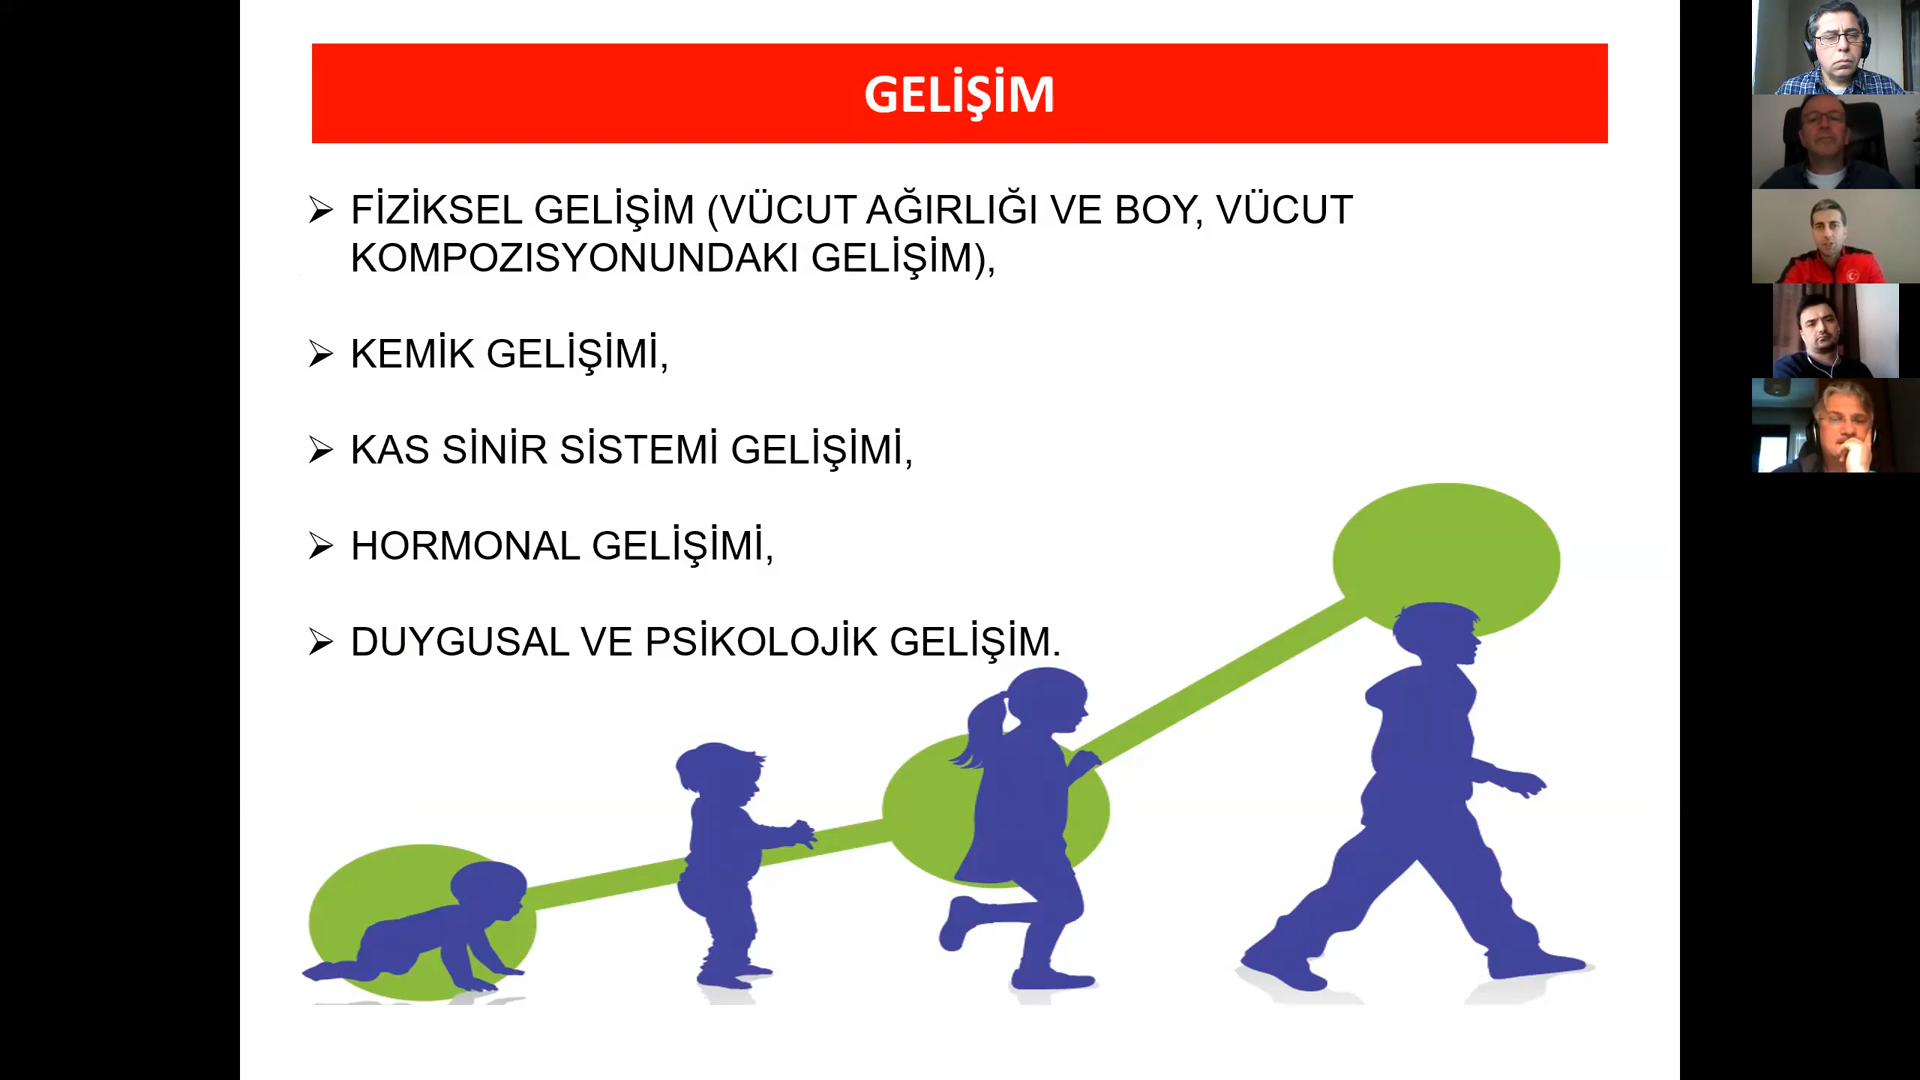 GELİŞİM
➢ FİZİKSEL GELİŞİM (VÜCUT AĞIRLIĞI VE BOY, VÜCUT
KOMPOZISYONUNDAKI GELİŞİM),
➢ KEMİK GELİŞİMİ,
➢ KAS SİNİR SİSTEMİ GELİŞİMİ,
➢ HORMONAL GELİŞİMİ,
➢ DUYGUSAL VE PSİKOLOJİK GELİŞİM.